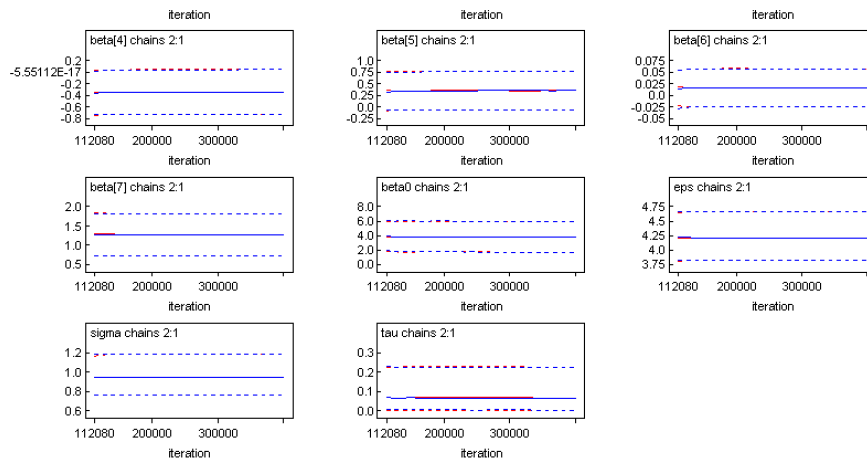 iteration iteration iteration
beta[4] chains 2:1
0.2
-5.55112E-17
-0.2
-0.4
-0.6
-0.8
112080 200000 300000
iteration
beta[5] chains 2:1
1.0
0.75
0.5
0.25
0.0
-0.25
112080 200000 300000
iteration
beta[6] chains 2:1
0.075
0.05
0.025
0.0
-0.025
-0.05
112080 200000 300000
iteration
beta[7] chains 2:1
2.0
1.5
1.0
0.5
112080 200000 300000
iteration
beta0 chains 2:1
8.0
6.0
4.0
2.0
0.0
112080 200000 300000
iteration
eps chains 2:1
4.75
4.5
4.25
4.0
3.75
112080 200000 300000
iteration
sigma chains 2:1
1.2
1.0
0.8
0.6
112080 200000 300000
iteration
tau chains 2:1
0.3
0.2
0.1
0.0
112080 200000 300000
iteration